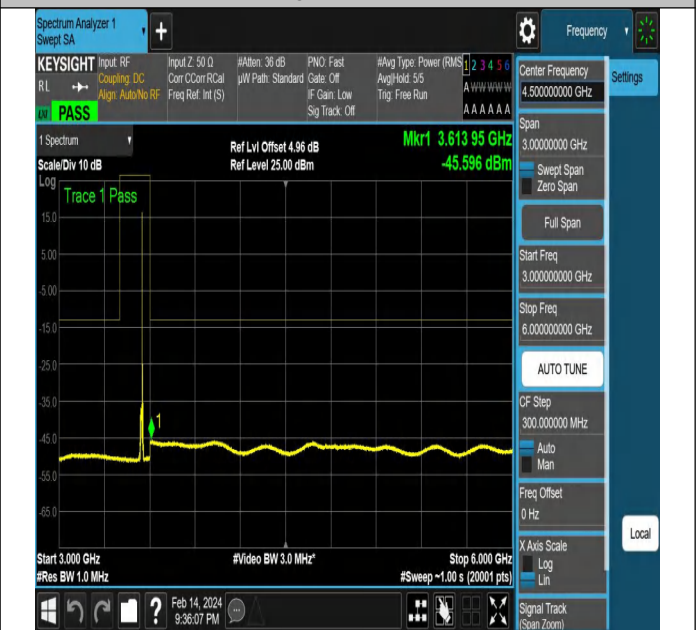 Spectrum Analyzer 1
Swept SA
+
Frequency
KEYSIGHT
RL
Input: RF
Coupling: DC
Align: Auto/No RF
Input Z: 50 Ω
Corr CCorr RCal
Freq Ref: Int (S)
#Atten: 36 dB
µW Path: Standard
PNO: Fast
Gate: Off
IF Gain: Low
Sig Track: Off
#Avg Type: Power (RMS
Avg|Hold: 5/5
Trig: Free Run
1 2 3 4 5 6
A W W W W W
A A A A A A
PASS
1 Spectrum
Scale/Div 10 dB
Ref Lvl Offset 4.96 dB
Ref Level 25.00 dBm
Mkr1 3.613 95 GHz
-45.596 dBm
Log
Trace 1 Pass
15.0
5.00
-5.00
-15.0
-25.0
-35.0
-45.0
-55.0
-65.0
1
Start 3.000 GHz
#Res BW 1.0 MHz
#Video BW 3.0 MHz*
Stop 6.000 GHz
#Sweep ~1.00 s (20001 pts)
Center Frequency
4.500000000 GHz
Settings
Span
3.00000000 GHz
Swept Span
Zero Span
Full Span
Start Freq
3.000000000 GHz
Stop Freq
6.000000000 GHz
AUTO TUNE
CF Step
300.000000 MHz
Auto
Man
Freq Offset
0 Hz
X Axis Scale
Log
Lin
Local
Signal Track
(Span Zoom)
?
Feb 14, 2024
9:36:07 PM